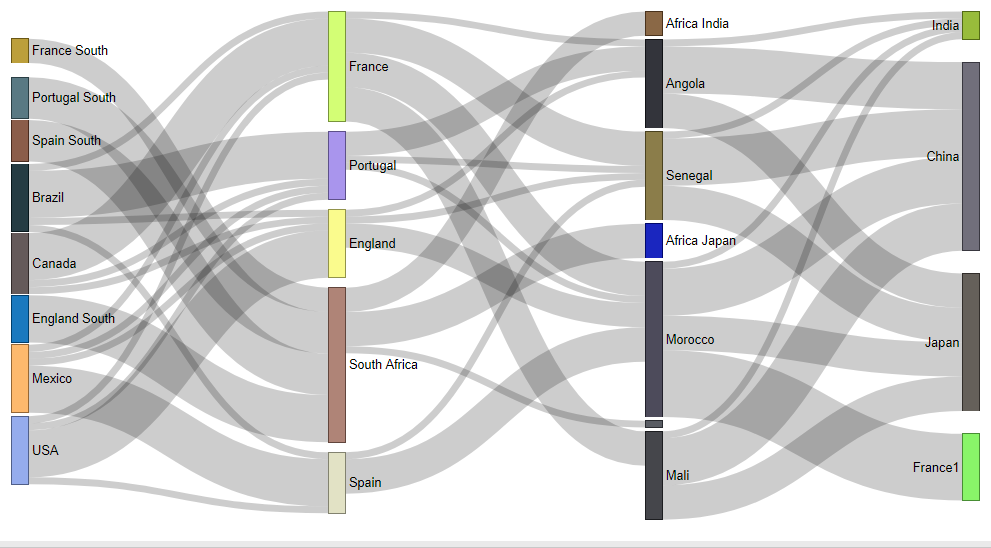 France South
Portugal South
Spain South
Brazil
Canada
England South
Mexico
USA
France
Portugal
England
South Africa
Spain
Africa India
Angola
Senegal
Africa Japan
Morocco
Mali
India
China
Japan
France1